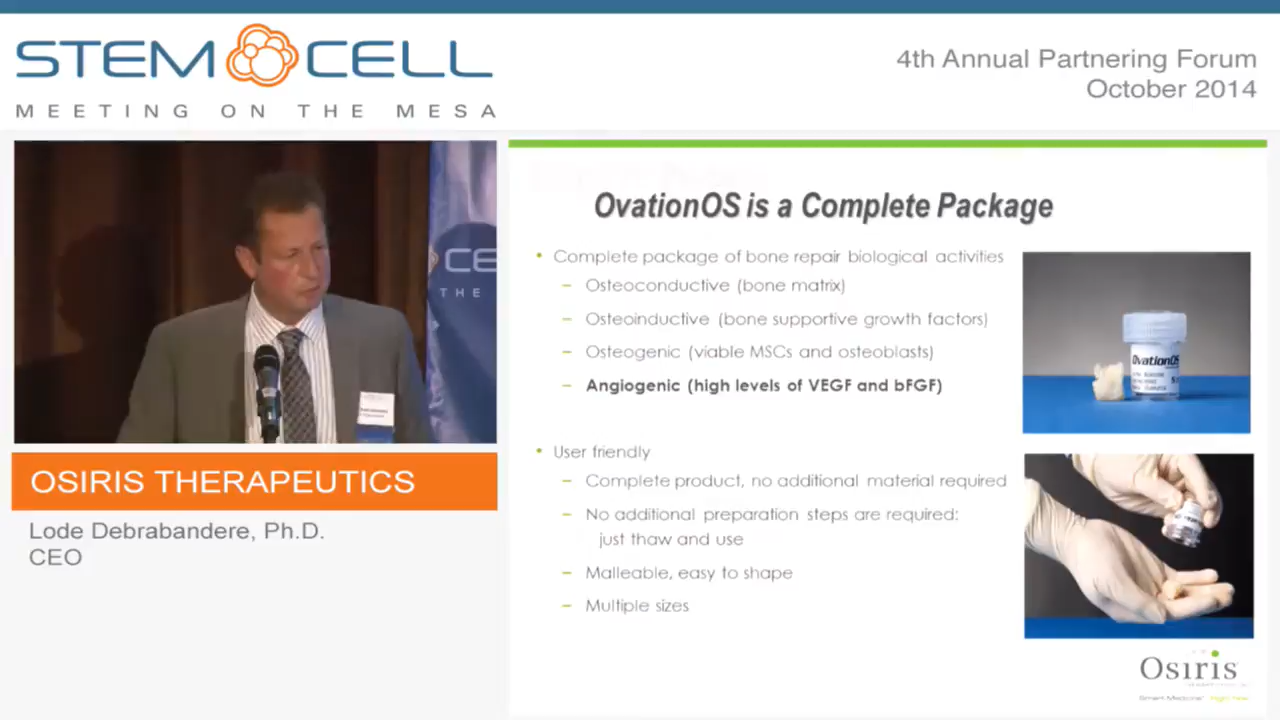 STEM CELL
MEETING ON THE MESA
4th Annual Partnering Forum
October 2014
CE
THE
OSIRIS THERAPEUTICS
Lode Debrabandere, Ph.D.
CEO
OvationOS is a Complete Package
• Complete package of bone repair biological activities
– Osteoconductive (bone matrix)
– Osteoinductive (bone supportive growth factors)
– Osteogenic (viable MSCs and osteoblasts)
– Angiogenic (high levels of VEGF and bFGF)
• User friendly
– Complete product, no additional material required
– No additional preparation steps are required:
just thaw and use
– Malleable, easy to shape
– Multiple sizes
OvationOS
Osiris